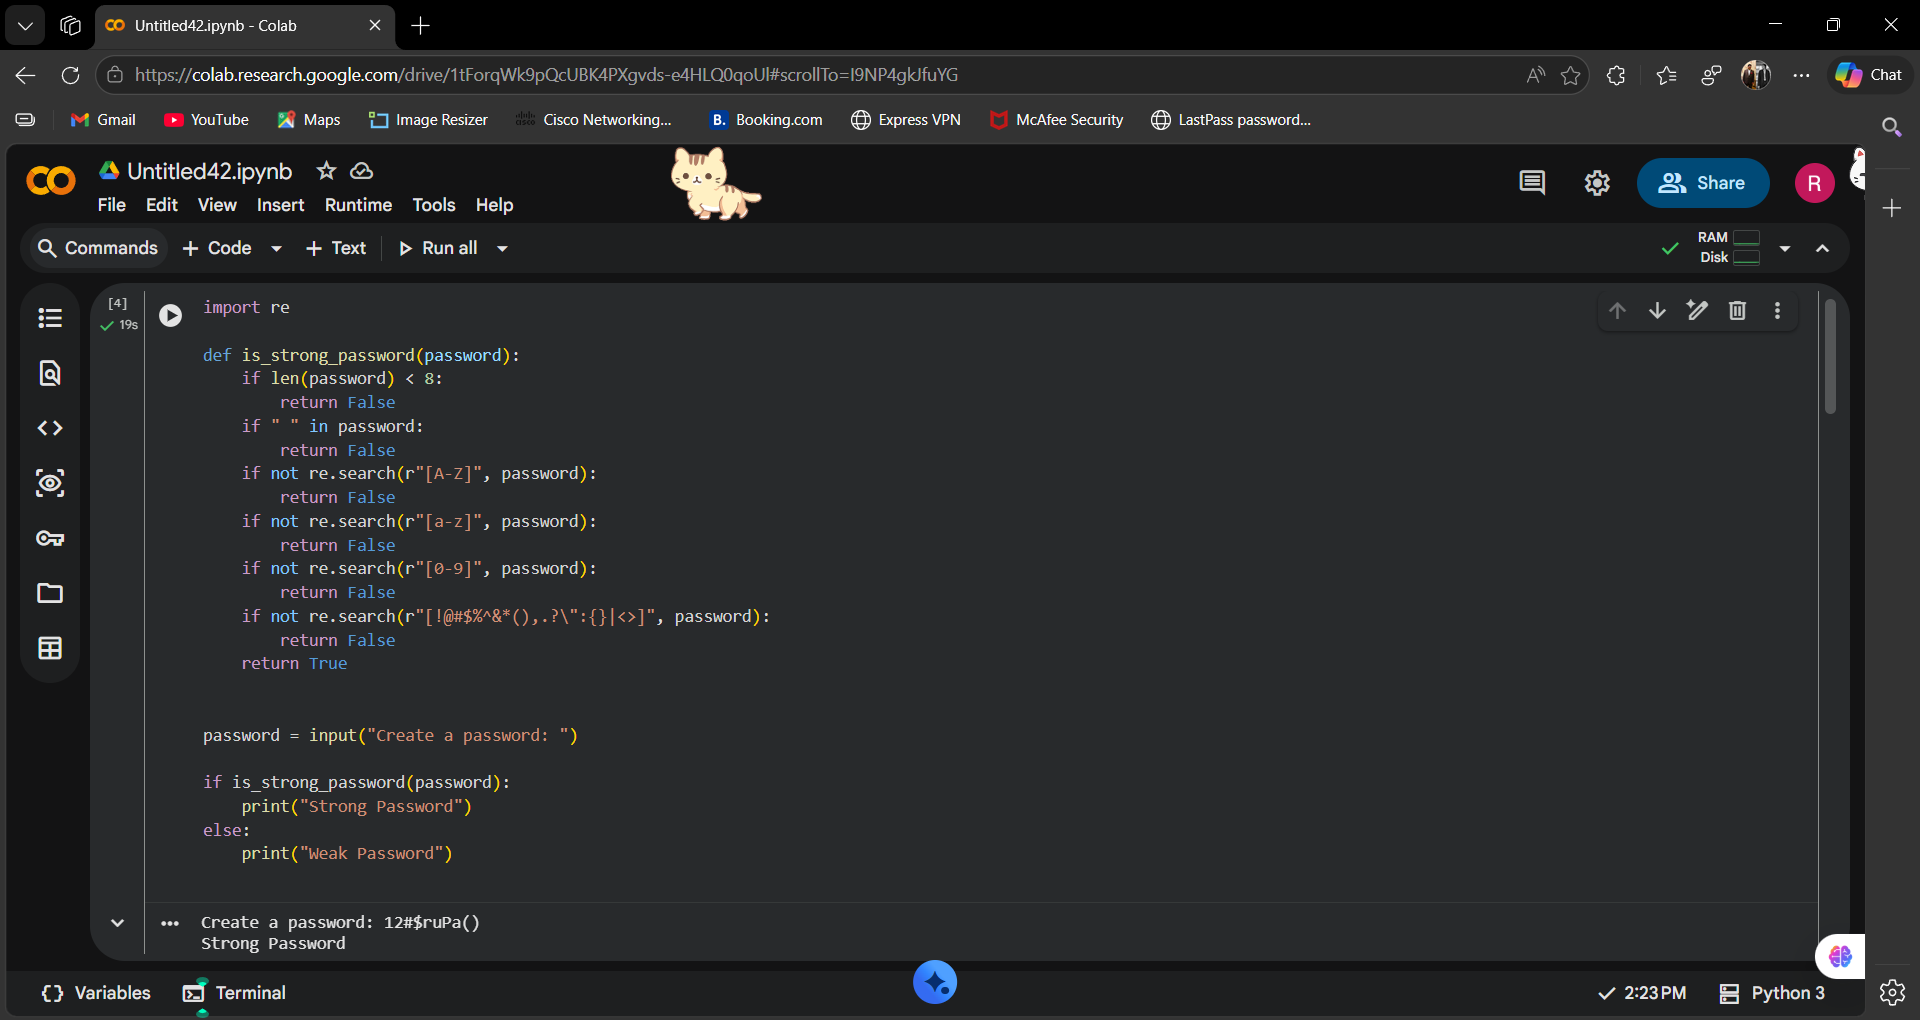 Untitled42.ipynb - Colab
https://colab.research.google.com/drive/1tForqWk9pQcUBK4PXgvds-e4HLQ0qoUl#scrollTo=I9NP4gkJfuYG
Chat
Gmail YouTube Maps Image Resizer Cisco Networking... Booking.com Express VPN McAfee Security LastPass password...
Untitled42.ipynb
File Edit View Insert Runtime Tools Help
Share
R
Commands + Code + Text Run all
RAM
Disk
[4]
19s
import re
def is_strong_password(password):
    if len(password) < 8:
        return False
    if " " in password:
        return False
    if not re.search(r"[A-Z]", password):
        return False
    if not re.search(r"[a-z]", password):
        return False
    if not re.search(r"[0-9]", password):
        return False
    if not re.search(r"[!@#$%^&*(),.?\":{}|<>]", password):
        return False
    return True
password = input("Create a password: ")
if is_strong_password(password):
    print("Strong Password")
else:
    print("Weak Password")
Create a password: 12#$ruPa()
Strong Password
Variables Terminal
2:23 PM Python 3